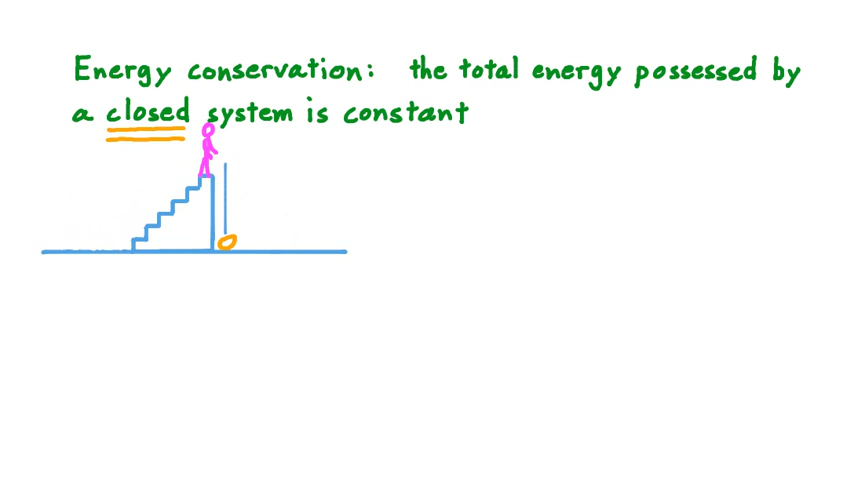 Energy conservation: the total energy possessed by
a closed system is constant